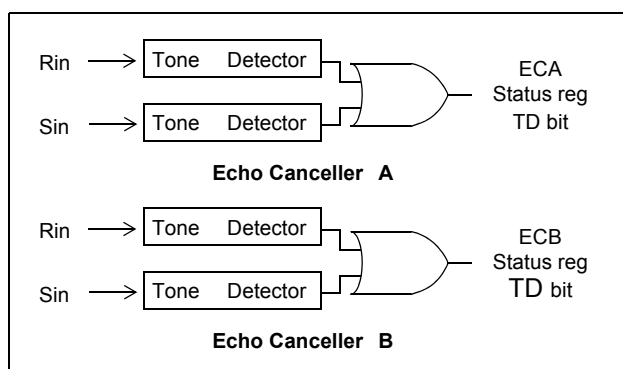 Rin
Tone Detector
ECA
Status reg
TD bit
Sin
Tone Detector
Echo Canceller A
Rin
Tone Detector
ECB
Status reg
TD bit
Sin
Tone Detector
Echo Canceller B